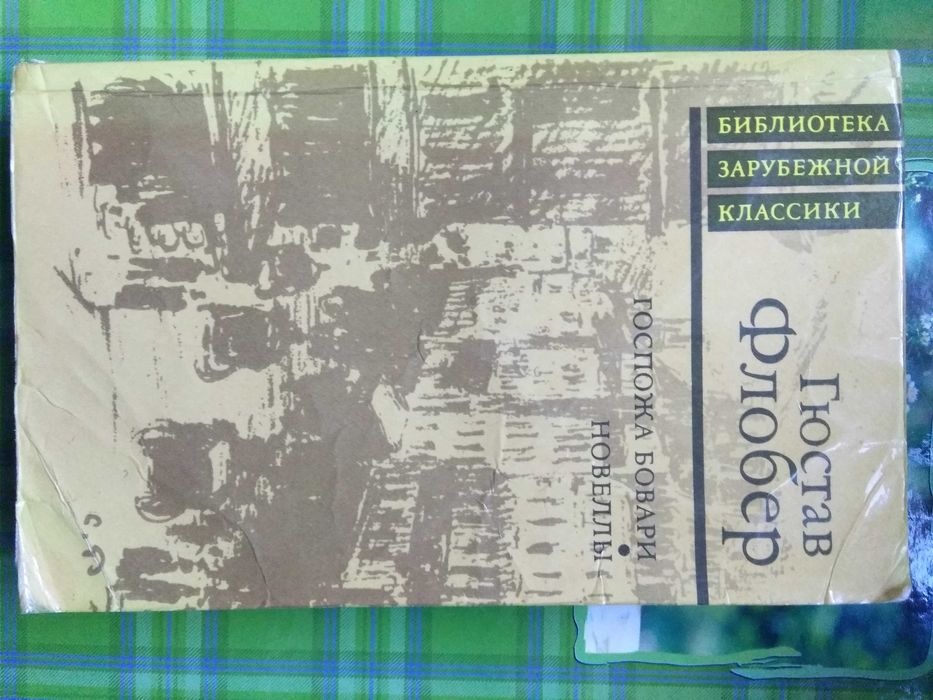 БИБЛИОТЕКА
ЗАРУБЕЖНОЙ
КЛАССИКИ
Гюстав
Флобер
ГОСПОЖА БОВАРИ
•
НОВЕЛЛЫ